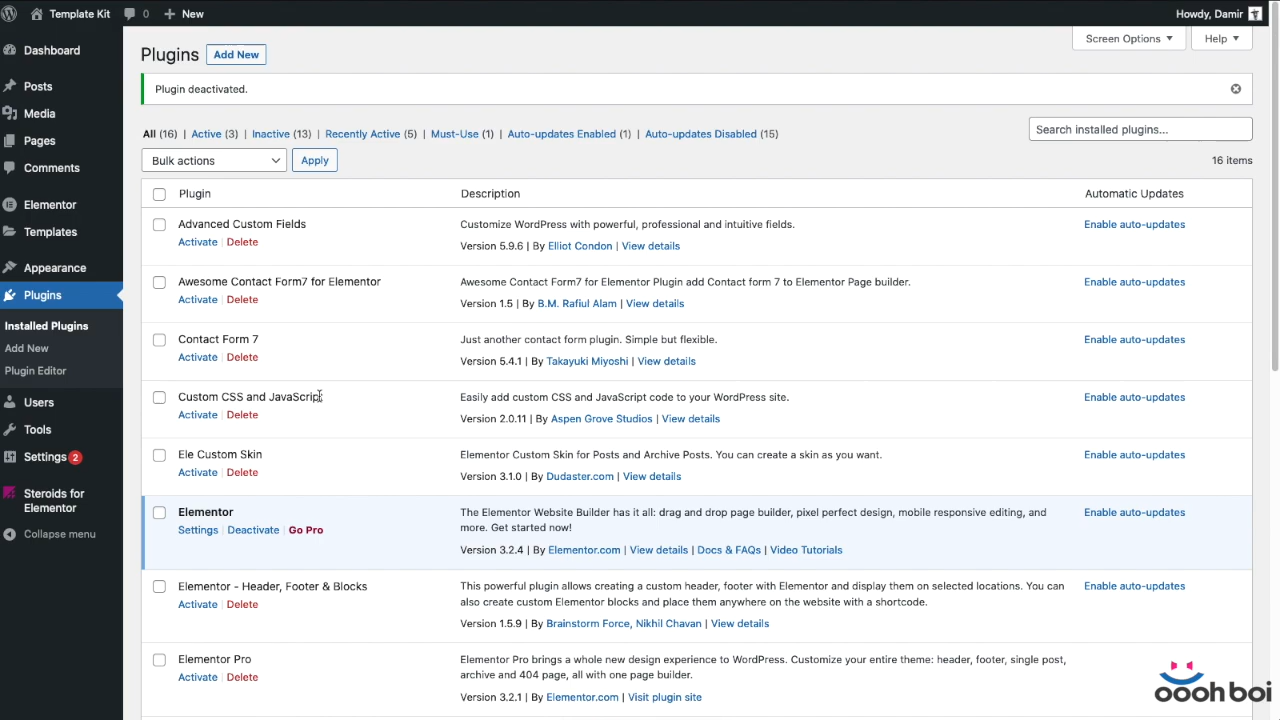 Template Kit 0 New Howdy, Damir
Dashboard
Posts
Media
Pages
Comments
Elementor
Templates
Appearance
Plugins
Installed Plugins
Add New
Plugin Editor
Users
Tools
Settings 2
Steroids for
Elementor
Collapse menu
Screen Options Help
Plugins Add New
Plugin deactivated.
All (16) | Active (3) | Inactive (13) | Recently Active (5) | Must-Use (1) | Auto-updates Enabled (1) | Auto-updates Disabled (15)
Search installed plugins...
Bulk actions Apply 16 items
Plugin Description Automatic Updates
Advanced Custom Fields Customize WordPress with powerful, professional and intuitive fields. Enable auto-updates
Activate | Delete Version 5.9.6 | By Elliot Condon | View details
Awesome Contact Form7 for Elementor Awesome Contact Form7 for Elementor Plugin add Contact form 7 to Elementor Page builder. Enable auto-updates
Activate | Delete Version 1.5 | By B.M. Rafiul Alam | View details
Contact Form 7 Just another contact form plugin. Simple but flexible. Enable auto-updates
Activate | Delete Version 5.4.1 | By Takayuki Miyoshi | View details
Custom CSS and JavaScript Easily add custom CSS and JavaScript code to your WordPress site. Enable auto-updates
Activate | Delete Version 2.0.11 | By Aspen Grove Studios | View details
Ele Custom Skin Elementor Custom Skin for Posts and Archive Posts. You can create a skin as you want. Enable auto-updates
Activate | Delete Version 3.1.0 | By Dudaster.com | View details
Elementor The Elementor Website Builder has it all: drag and drop page builder, pixel perfect design, mobile responsive editing, and Enable auto-updates
more. Get started now!
Settings | Deactivate | Go Pro
Version 3.2.4 | By Elementor.com | View details | Docs & FAQs | Video Tutorials
Elementor - Header, Footer & Blocks This powerful plugin allows creating a custom header, footer with Elementor and display them on selected locations. You can Enable auto-updates
also create custom Elementor blocks and place them anywhere on the website with a shortcode.
Activate | Delete
Version 1.5.9 | By Brainstorm Force, Nikhil Chavan | View details
Elementor Pro Elementor Pro brings a whole new design experience to WordPress. Customize your entire theme: header, footer, single post,
archive and 404 page, all with one page builder.
Activate | Delete
Version 3.2.1 | By Elementor.com | Visit plugin site
oooh boi